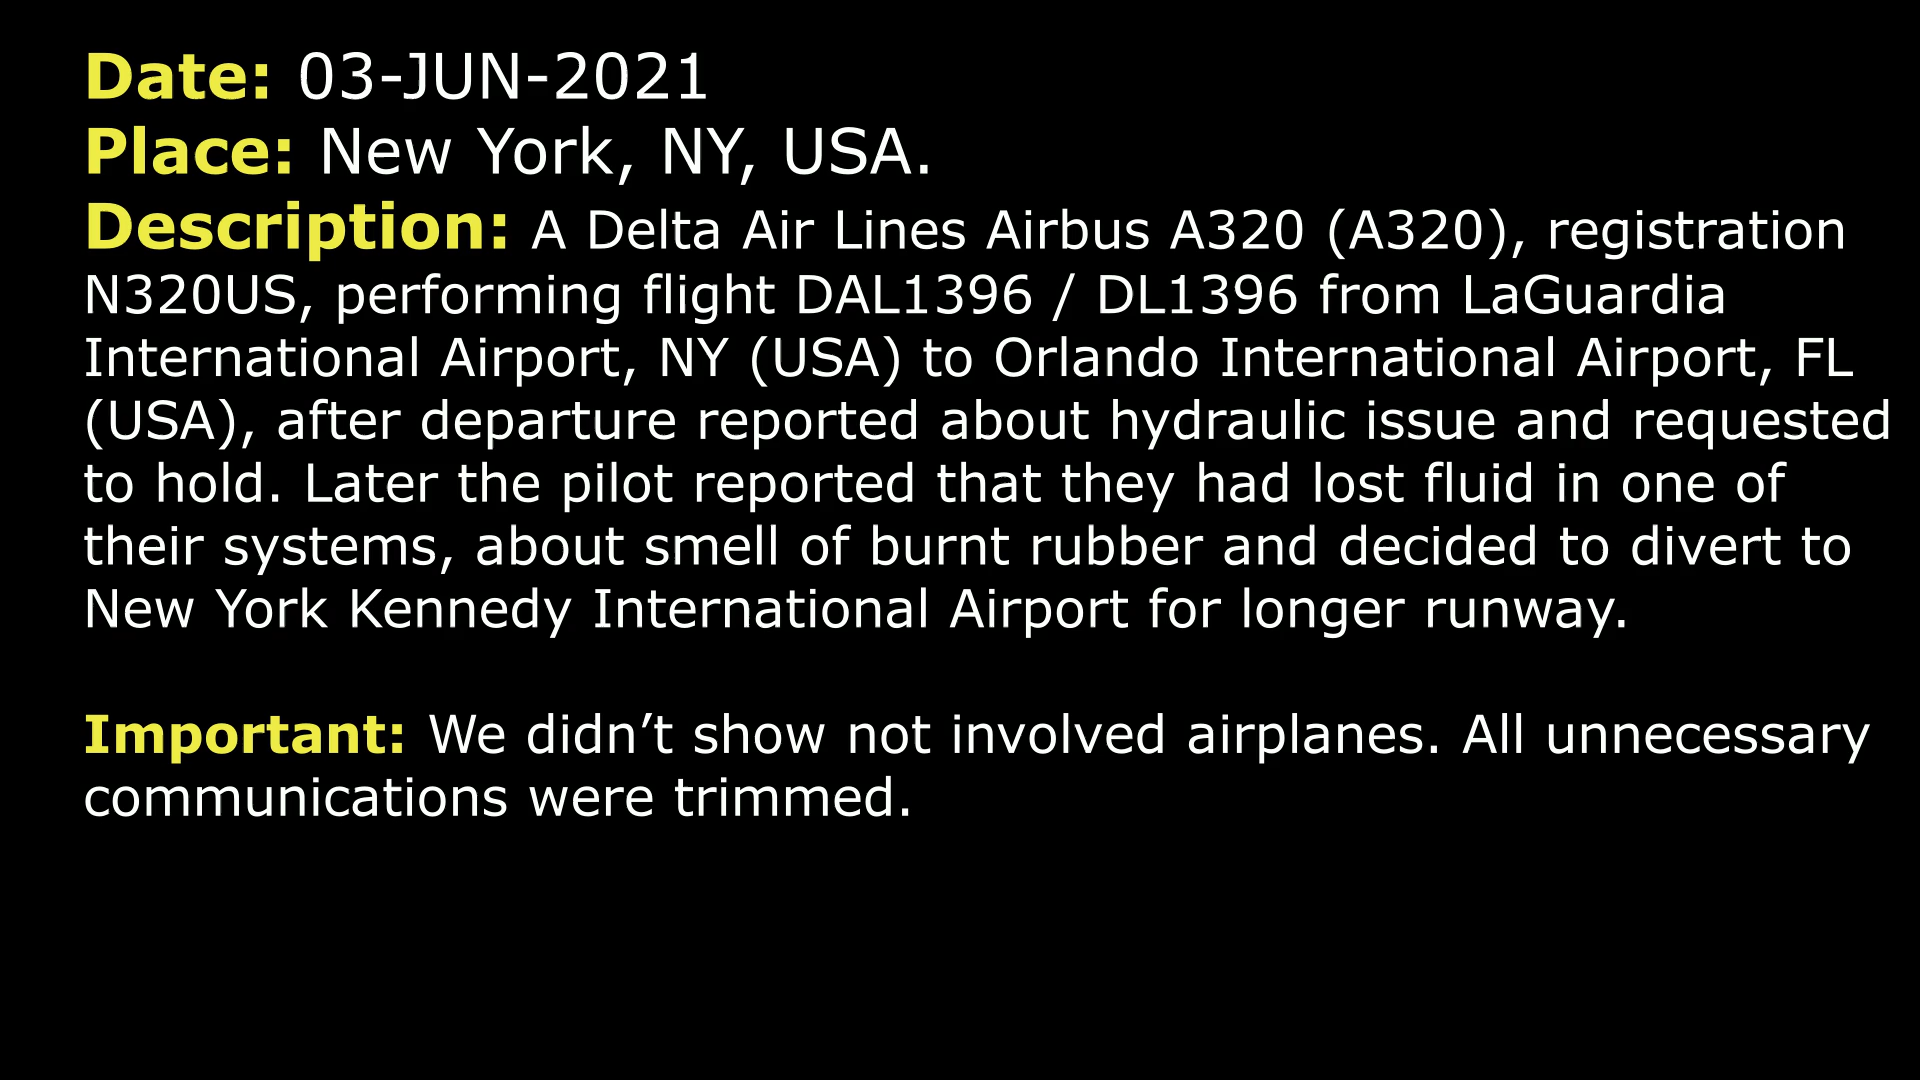 Date: 03-JUN-2021
Place: New York, NY, USA.
Description: A Delta Air Lines Airbus A320 (A320), registration
N320US, performing flight DAL1396 / DL1396 from LaGuardia
International Airport, NY (USA) to Orlando International Airport, FL
(USA), after departure reported about hydraulic issue and requested
to hold. Later the pilot reported that they had lost fluid in one of
their systems, about smell of burnt rubber and decided to divert to
New York Kennedy International Airport for longer runway.
Important: We didn’t show not involved airplanes. All unnecessary
communications were trimmed.